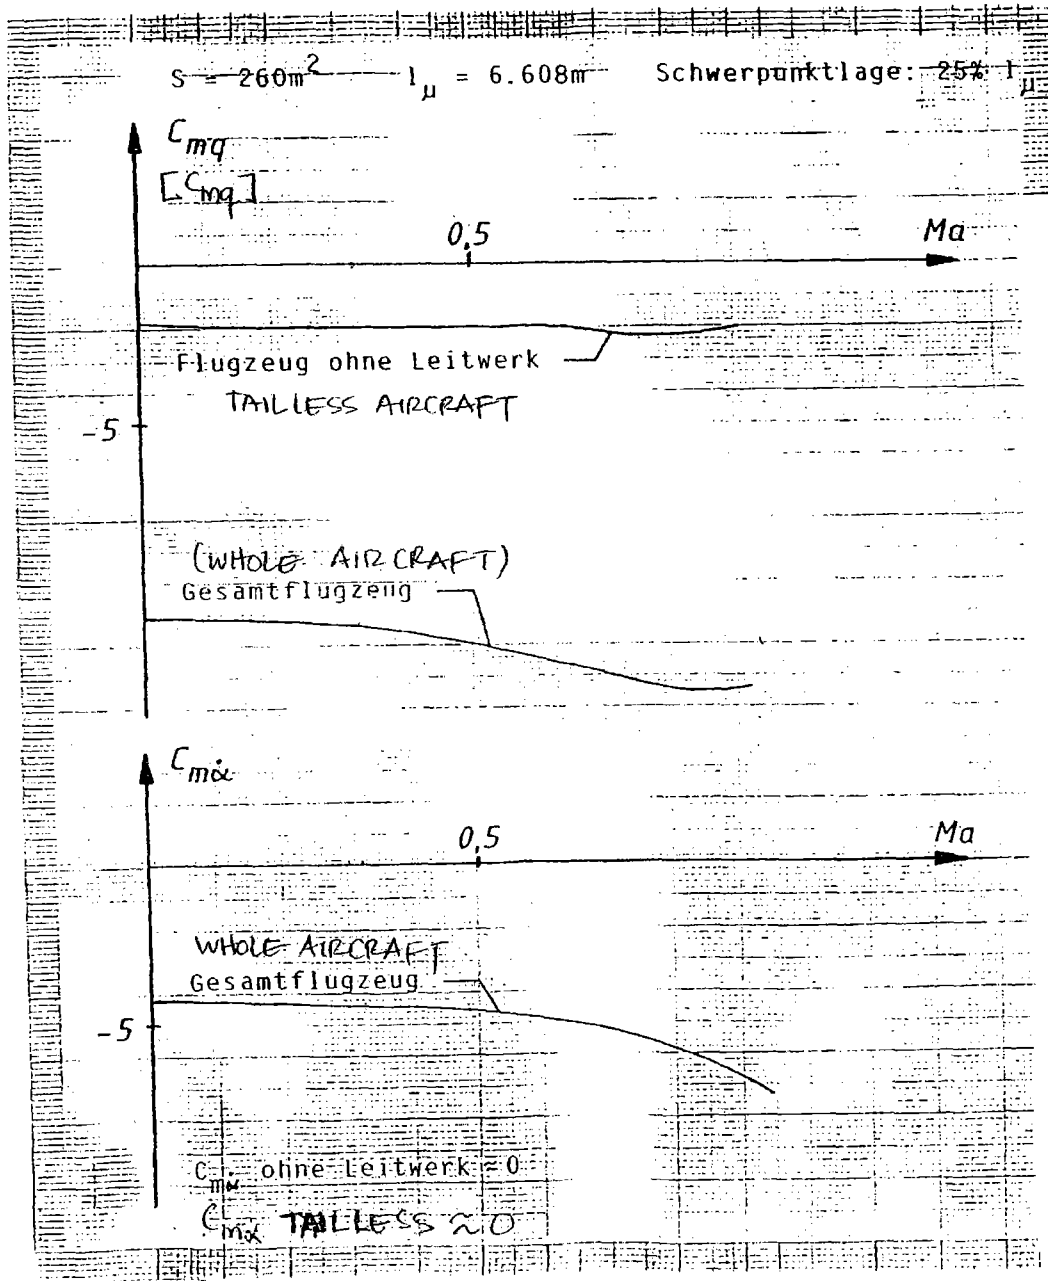 S = 260m² l_μ = 6.608m Schwerpunktlage: 25% l_μ
C_mq
[C_mq]
0,5 Ma
Flugzeug ohne Leitwerk
TAILLESS AIRCRAFT
-5
(WHOLE AIRCRAFT)
Gesamtflugzeug
C_mα̇
0,5 Ma
WHOLE AIRCRAFT
Gesamtflugzeug
-5
C_mα̇ ohne Leitwerk ≈ 0
C_mα̇ TAILLESS ≈ 0